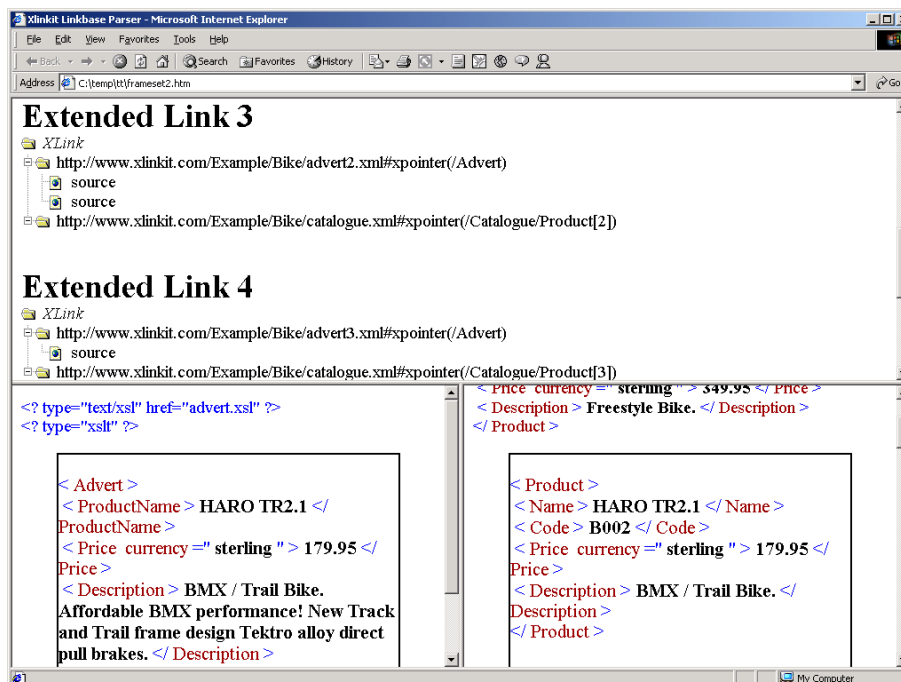 Xlinkit Linkbase Parser - Microsoft Internet Explorer
File Edit View Favorites Tools Help
Back Search Favorites History
Address C:\temp\tt\frameset2.htm Go
Extended Link 3
XLink
http://www.xlinkit.com/Example/Bike/advert2.xml#xpointer(/Advert)
source
source
http://www.xlinkit.com/Example/Bike/catalogue.xml#xpointer(/Catalogue/Product[2])
Extended Link 4
XLink
http://www.xlinkit.com/Example/Bike/advert3.xml#xpointer(/Advert)
source
http://www.xlinkit.com/Example/Bike/catalogue.xml#xpointer(/Catalogue/Product[3])
<? type="text/xsl" href="advert.xsl" ?>
<? type="xslt" ?>
< Advert >
< ProductName > HARO TR2.1 </
ProductName >
< Price currency =" sterling " > 179.95 </
Price >
< Description > BMX / Trail Bike.
Affordable BMX performance! New Track
and Trail frame design Tektro alloy direct
pull brakes. </ Description >
< Price currency =" sterling " > 349.95 </ Price >
< Description > Freestyle Bike. </ Description >
</ Product >
< Product >
< Name > HARO TR2.1 </ Name >
< Code > B002 </ Code >
< Price currency =" sterling " > 179.95 </
Price >
< Description > BMX / Trail Bike. </
Description >
</ Product >
My Computer